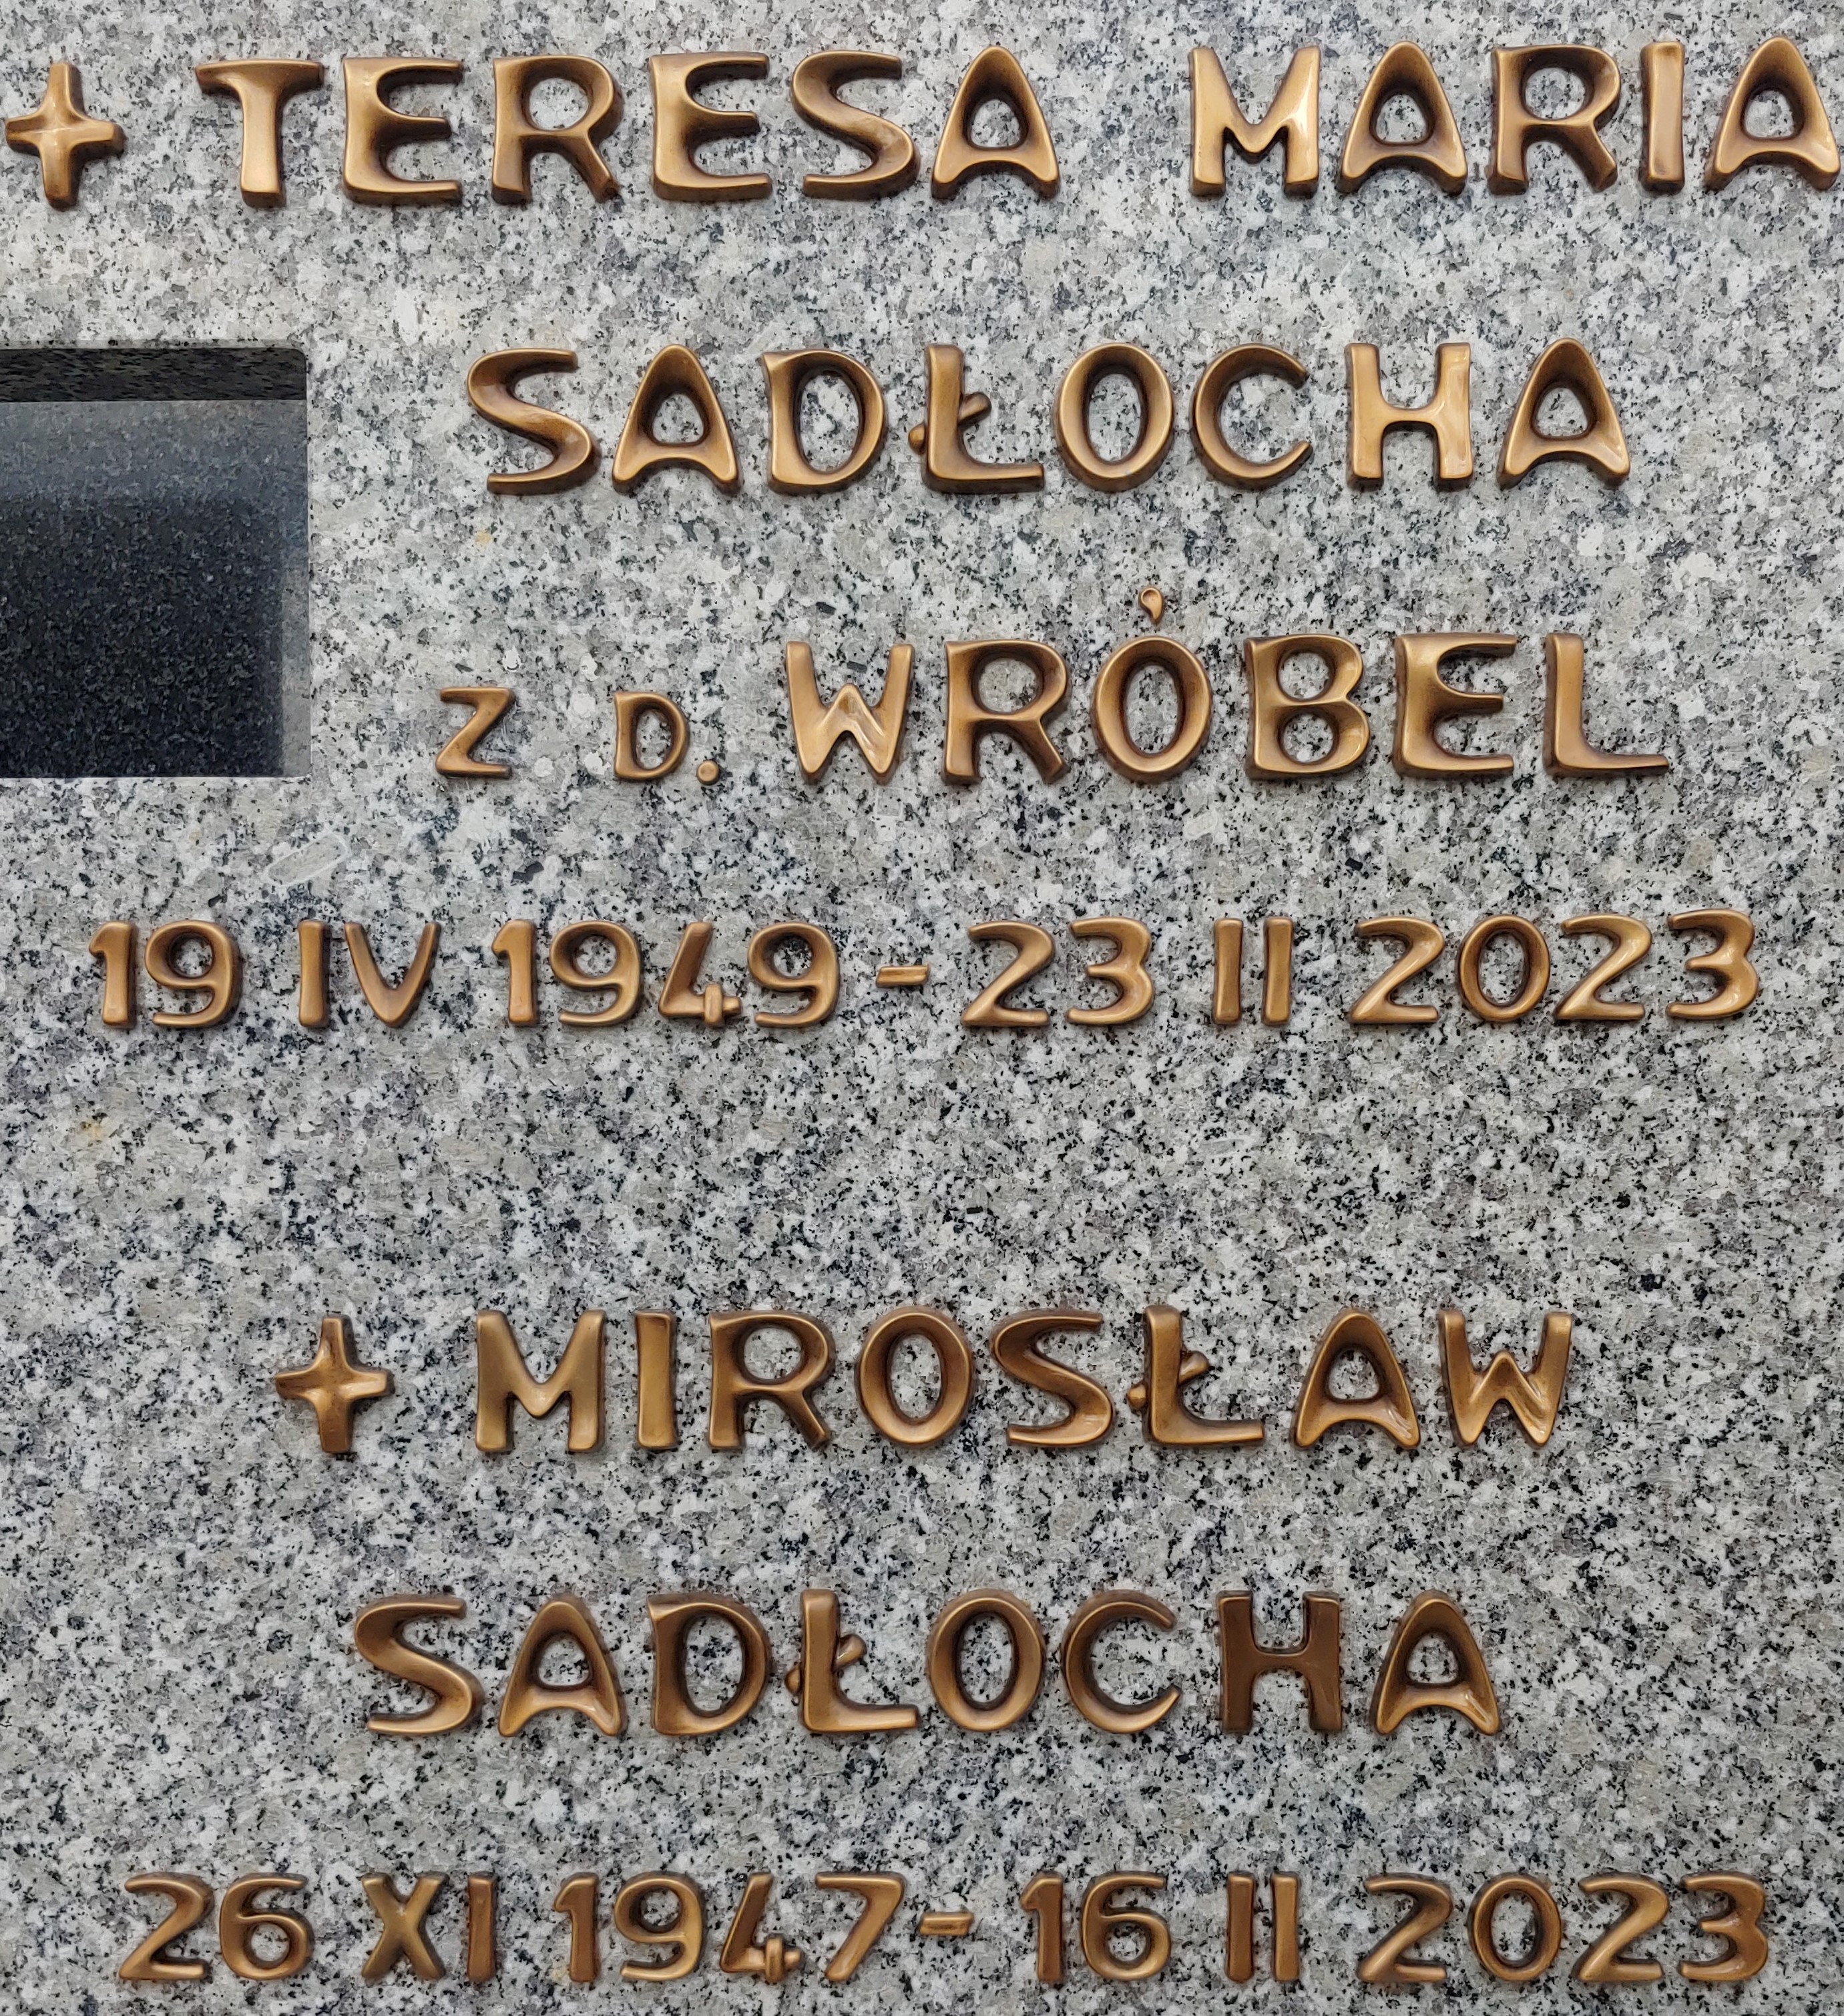 + TERESA MARIA
SADŁOCHA
Z D. WRÓBEL
19 IV 1949 - 23 II 2023
+ MIROSŁAW
SADŁOCHA
26 XI 1947 - 16 II 2023